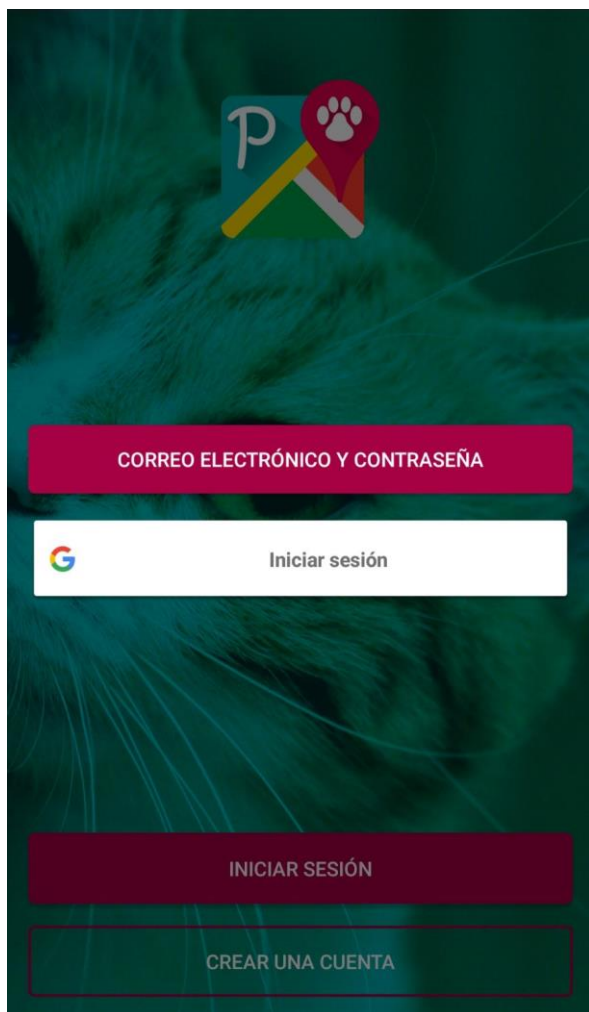 P
CORREO ELECTRÓNICO Y CONTRASEÑA
Iniciar sesión
INICIAR SESIÓN
CREAR UNA CUENTA